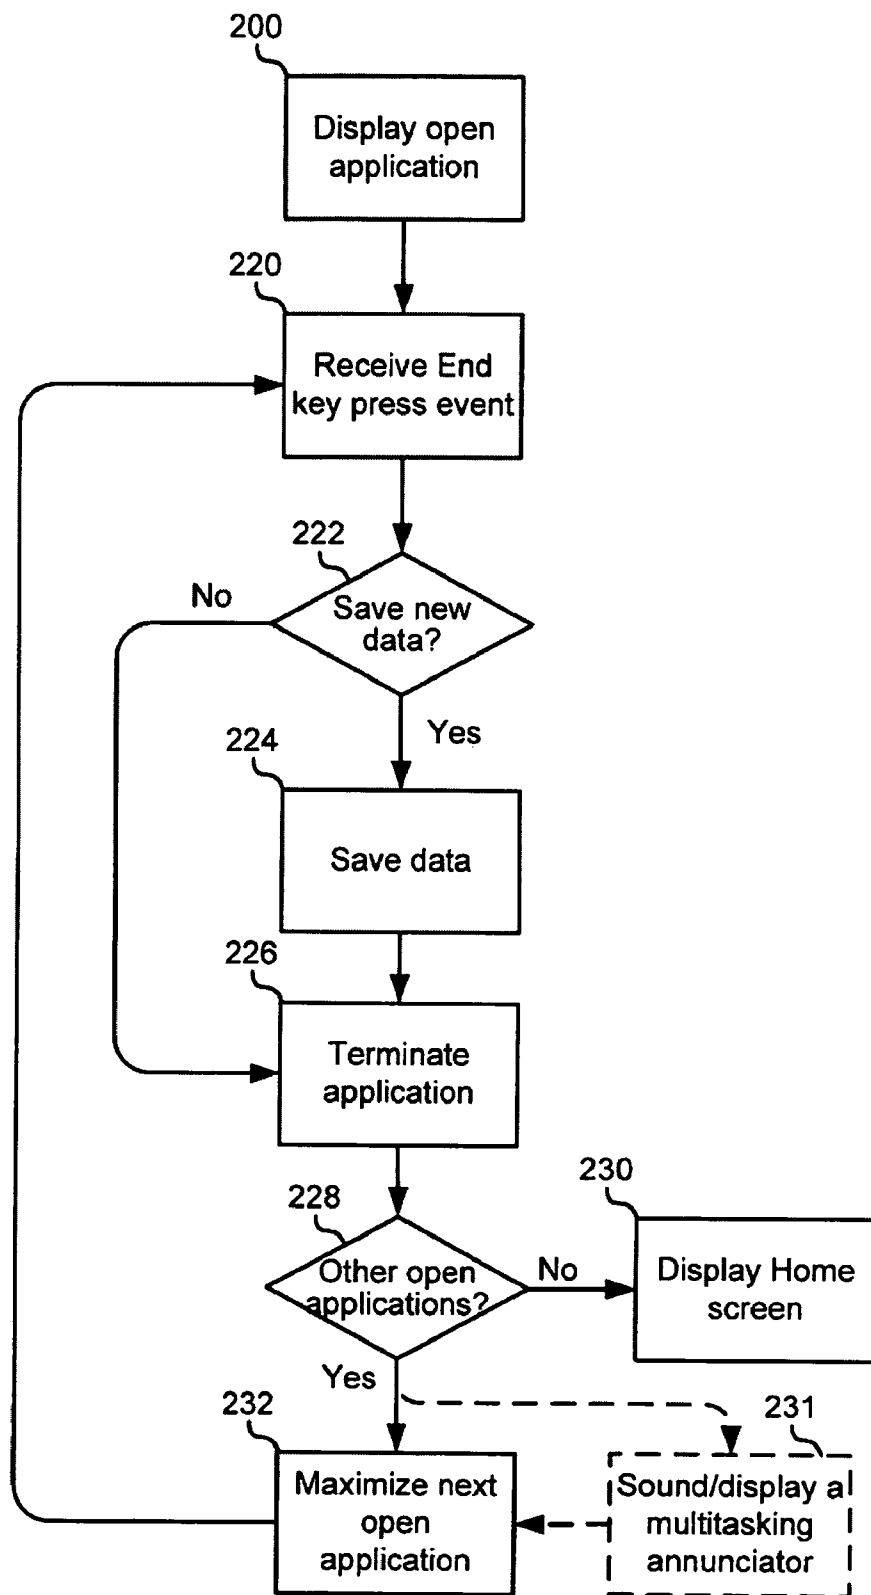 200
Display open
application
220
Receive End
key press event
222
No
Save new
data?
Yes
224
Save data
226
Terminate
application
228
230
Other open
applications?
No
Display Home
screen
Yes
232
231
Maximize next
open
application
Sound/display a
multitasking
annunciator